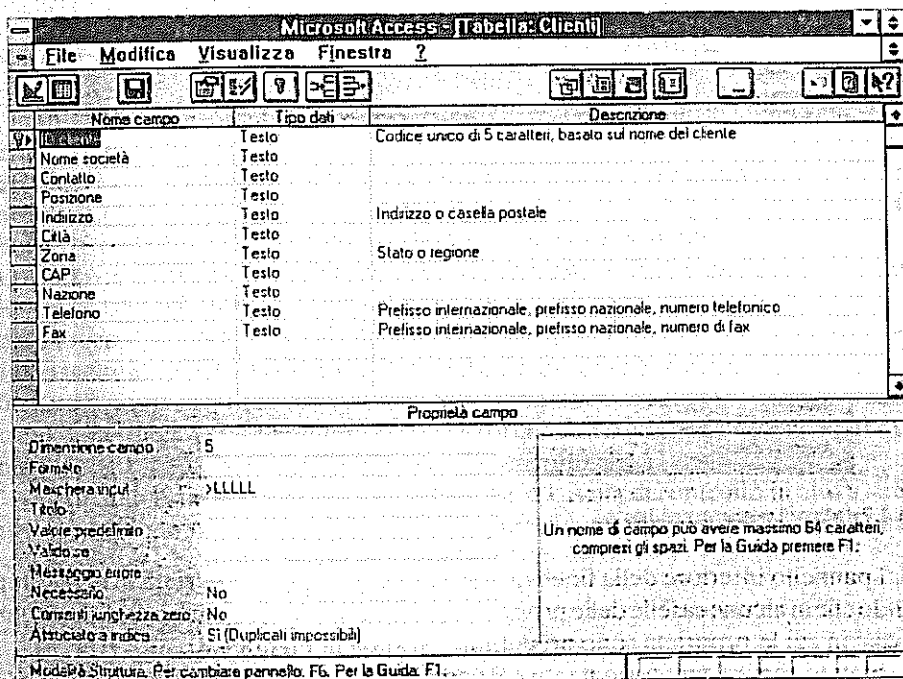 Microsoft Access - [Tabella: Clienti]
File Modifica Visualizza Finestra ?
Nome campo Tipo dati Descrizione
Testo Codice unico di 5 caratteri, basato sul nome del cliente
Nome società Testo
Contatto Testo
Posizione Testo
Indirizzo Testo Indirizzo o casella postale
Città Testo
Zona Testo Stato o regione
CAP Testo
Nazione Testo
Telefono Testo Prefisso internazionale, prefisso nazionale, numero telefonico
Fax Testo Prefisso internazionale, prefisso nazionale, numero di fax
Proprietà campo
Dimensione campo 5
Formato
Maschera input >LLLLL
Titolo
Valore predefinito
Valido se
Messaggio errore
Necessario No
Consenti lunghezza zero No
Associato a indice Sì (Duplicati impossibili)
Un nome di campo può avere massimo 64 caratteri,
compresi gli spazi. Per la Guida premere F1.
Modalità Struttura. Per cambiare pannello: F6. Per la Guida: F1.